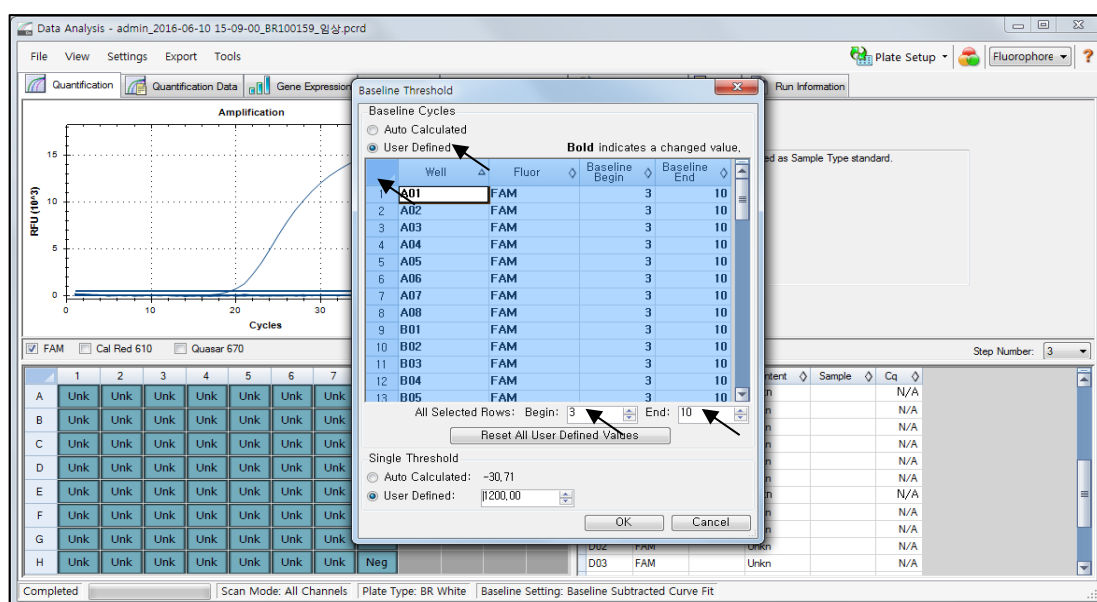 Data Analysis - admin_2016-06-10 15-09-00_BR100159_임상.pcrd
File View Settings Export Tools
Plate Setup Fluorophore ?
Quantification Quantification Data Gene Expression Run Information
Amplification
RFU (10^3)
15
10
5
0
0 10 20 30
Cycles
FAM Cal Red 610 Quasar 670
Step Number: 3
ed as Sample Type standard.
Baseline Threshold
Baseline Cycles
Auto Calculated
User Defined Bold indicates a changed value.
Well Fluor Baseline Begin Baseline End
1 A01 FAM 3 10
2 A02 FAM 3 10
3 A03 FAM 3 10
4 A04 FAM 3 10
5 A05 FAM 3 10
6 A06 FAM 3 10
7 A07 FAM 3 10
8 A08 FAM 3 10
9 B01 FAM 3 10
10 B02 FAM 3 10
11 B03 FAM 3 10
12 B04 FAM 3 10
13 B05 FAM 3 10
All Selected Rows: Begin: 3 End: 10
Reset All User Defined Values
Single Threshold
Auto Calculated: -30,71
User Defined: 1200,00
OK Cancel
1 2 3 4 5 6 7
A Unk Unk Unk Unk Unk Unk Unk
B Unk Unk Unk Unk Unk Unk Unk
C Unk Unk Unk Unk Unk Unk Unk
D Unk Unk Unk Unk Unk Unk Unk
E Unk Unk Unk Unk Unk Unk Unk
F Unk Unk Unk Unk Unk Unk Unk
G Unk Unk Unk Unk Unk Unk Unk
H Unk Unk Unk Unk Unk Unk Unk Neg
ntent Sample Cq
n N/A
n N/A
n N/A
n N/A
n N/A
n N/A
n N/A
n N/A
n N/A
D02 FAM Unkn N/A
D03 FAM Unkn N/A
Completed Scan Mode: All Channels Plate Type: BR White Baseline Setting: Baseline Subtracted Curve Fit